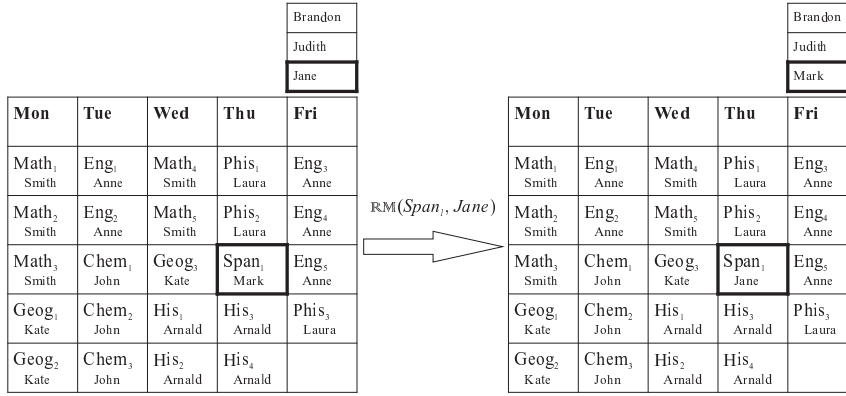 Brandon
Judith
Jane
Mon Tue Wed Thu Fri
Math₁ Eng₁ Math₄ Phis₁ Eng₃
Smith Anne Smith Laura Anne
Math₂ Eng₂ Math₅ Phis₂ Eng₄
Smith Anne Smith Laura Anne
Math₃ Chem₁ Geog₃ Span₁ Eng₅
Smith John Kate Mark Anne
Geog₁ Chem₂ His₁ His₃ Phis₃
Kate John Arnald Arnald Laura
Geog₂ Chem₃ His₂ His₄
Kate John Arnald Arnald
ℝ𝕄(Span₁, Jane)
Brandon
Judith
Mark
Mon Tue Wed Thu Fri
Math₁ Eng₁ Math₄ Phis₁ Eng₃
Smith Anne Smith Laura Anne
Math₂ Eng₂ Math₅ Phis₂ Eng₄
Smith Anne Smith Laura Anne
Math₃ Chem₁ Geog₃ Span₁ Eng₅
Smith John Kate Jane Anne
Geog₁ Chem₂ His₁ His₃ Phis₃
Kate John Arnald Arnald Laura
Geog₂ Chem₃ His₂ His₄
Kate John Arnald Arnald